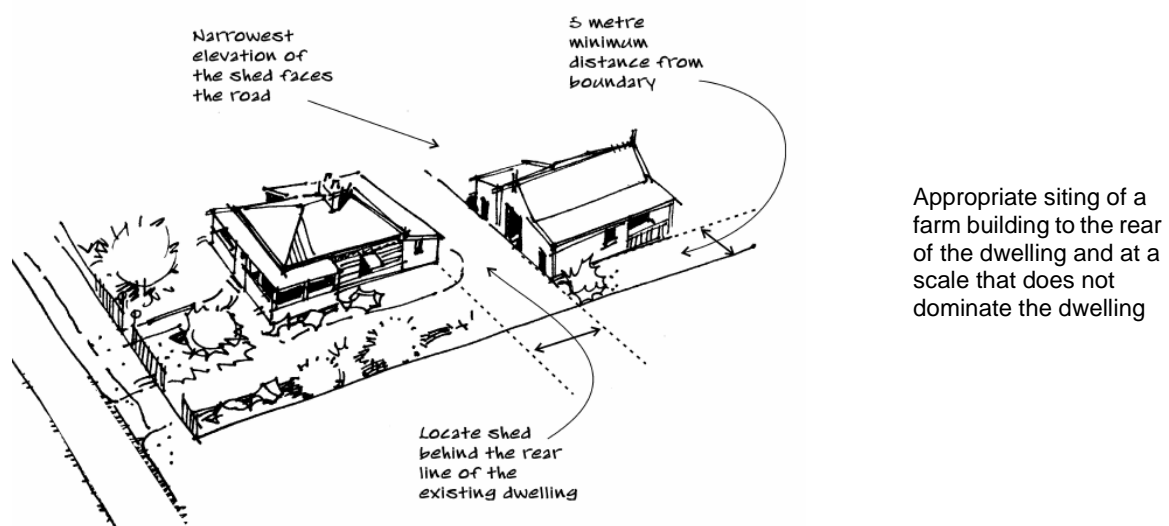 Narrowest
elevation of
the shed faces
the road
5 metre
minimum
distance from
boundary
Appropriate siting of a
farm building to the rear
of the dwelling and at a
scale that does not
dominate the dwelling
Locate shed
behind the rear
line of the
existing dwelling